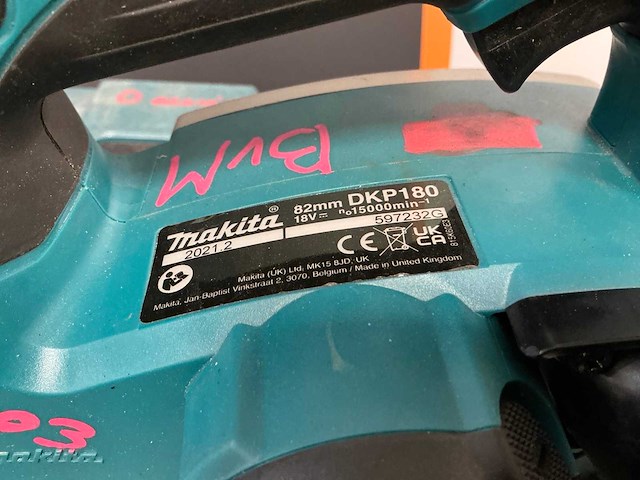 BvM
makita® 82mm DKP180
18V⎓ n₀15000min⁻¹
2021.2 597232G
CE UK CA
Makita (UK) Ltd, MK15 8JD, UK
Makita, Jan-Baptist Vinkstraat 2, 3070, Belgium / Made in United Kingdom
03
makita